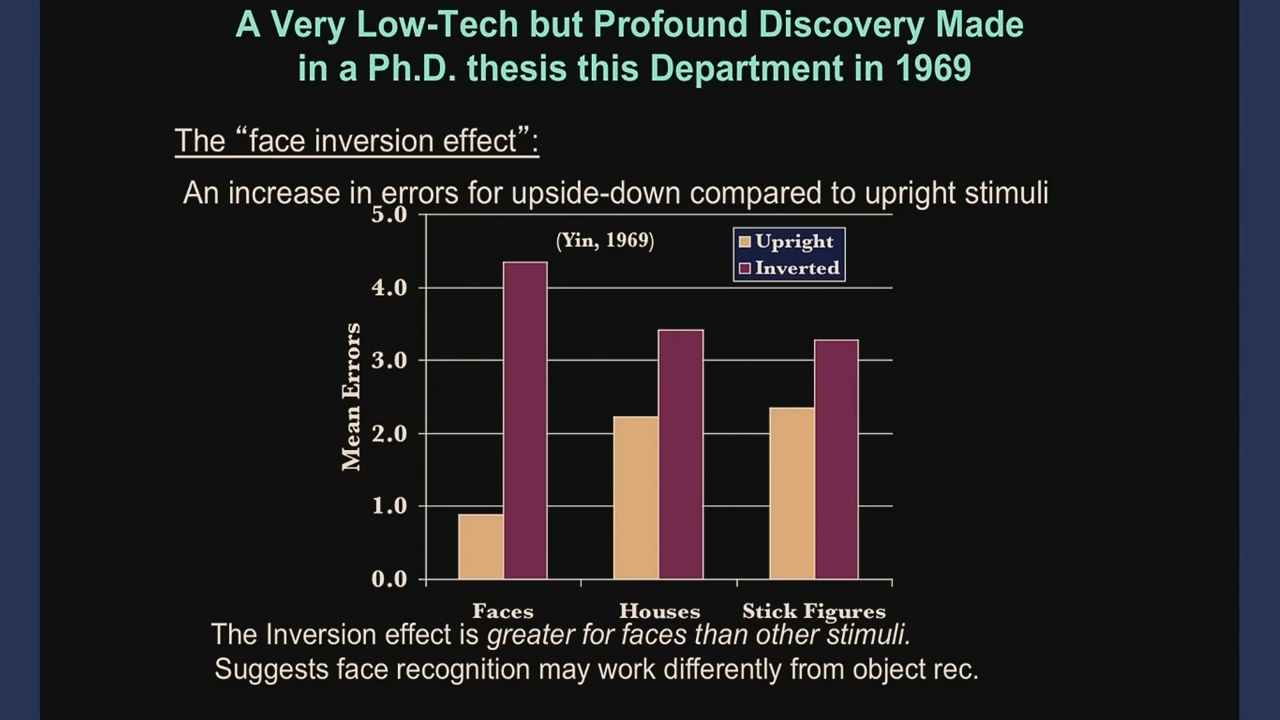 A Very Low-Tech but Profound Discovery Made
in a Ph.D. thesis this Department in 1969
The “face inversion effect”:
An increase in errors for upside-down compared to upright stimuli
5.0
(Yin, 1969)
Upright
Inverted
4.0
3.0
2.0
1.0
0.0
Mean Errors
Faces
Houses
Stick Figures
The Inversion effect is greater for faces than other stimuli.
Suggests face recognition may work differently from object rec.